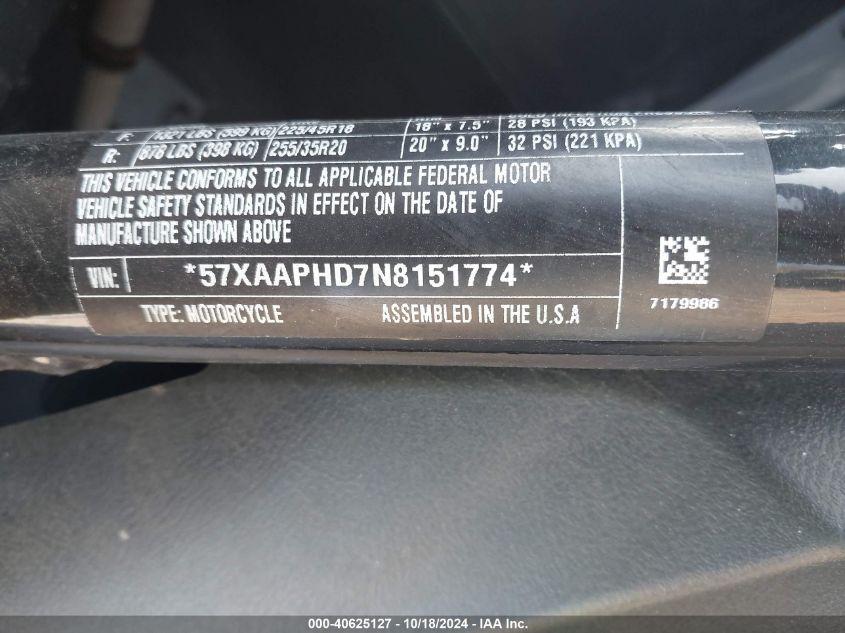 F: 1321 LBS (599 KG) 225/45R18 18" x 7.5" 28 PSI (193 KPA)
R: 878 LBS (398 KG) 255/35R20 20" x 9.0" 32 PSI (221 KPA)
THIS VEHICLE CONFORMS TO ALL APPLICABLE FEDERAL MOTOR
VEHICLE SAFETY STANDARDS IN EFFECT ON THE DATE OF
MANUFACTURE SHOWN ABOVE
VIN: *57XAAPHD7N8151774*
7179986
TYPE: MOTORCYCLE ASSEMBLED IN THE U.S.A
000-40625127 - 10/18/2024 - IAA Inc.